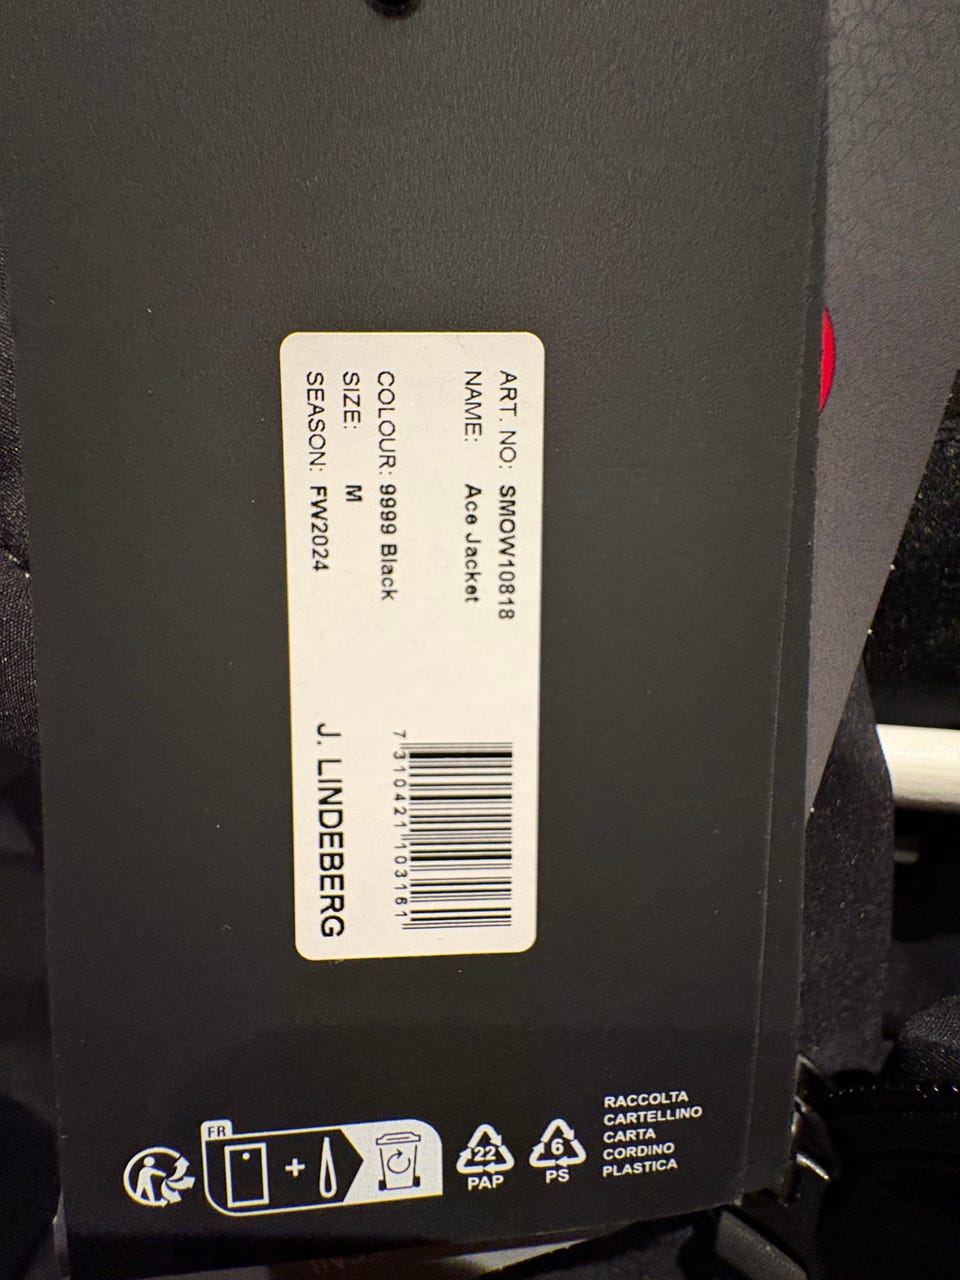 ART. NO: SMOW10818
NAME: Ace Jacket
COLOUR: 9999 Black
SIZE: M
SEASON: FW2024
7 310421 103161
J. LINDEBERG
FR
+
22
PAP
6
PS
RACCOLTA
CARTELLINO
CARTA
CORDINO
PLASTICA